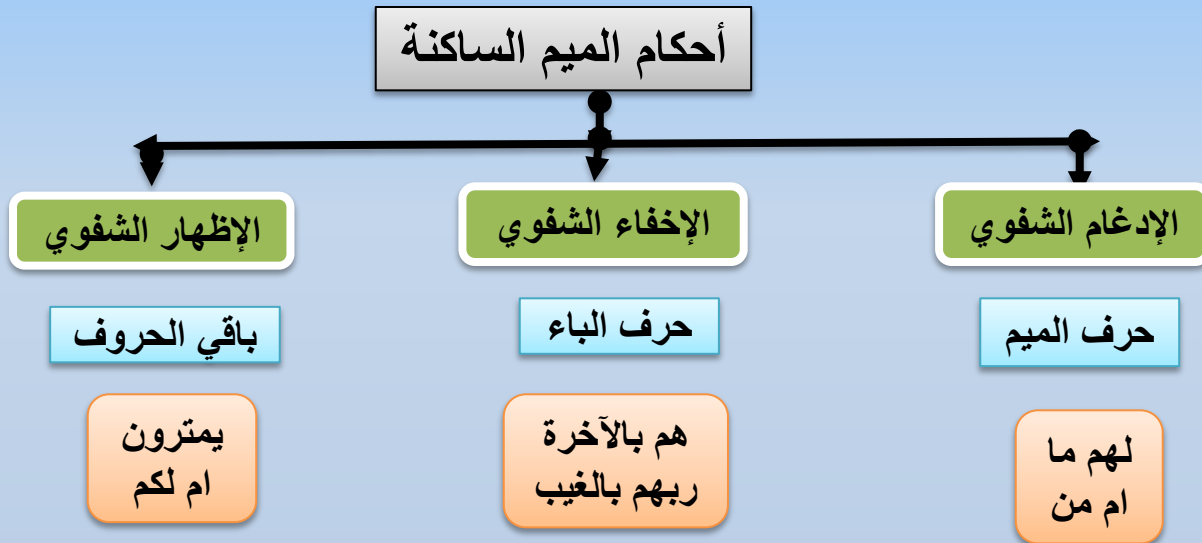 أحكام الميم الساكنة
الإدغام الشفوي
الإخفاء الشفوي
الإظهار الشفوي
حرف الميم
حرف الباء
باقي الحروف
لهم ما
ام من
هم بالآخرة
ربهم بالغيب
يمترون
ام لكم